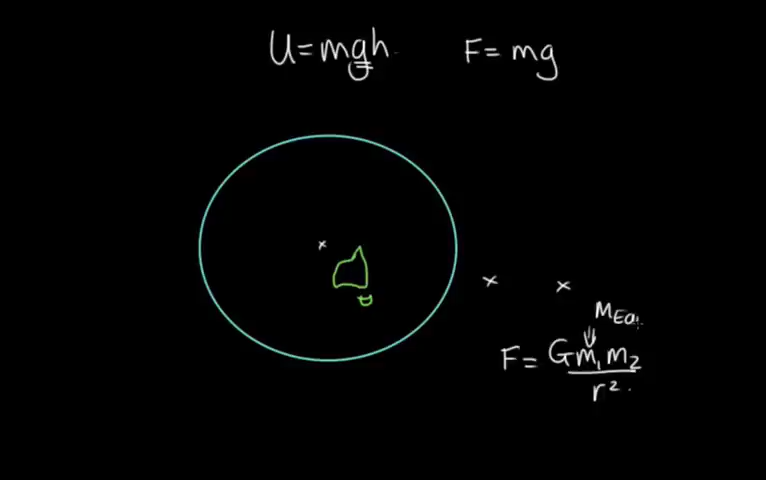 U = mgh
F = mg
M_Ea
F = Gm₁m₂ / r²